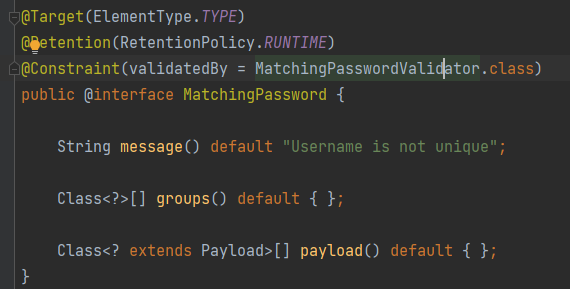 @Target(ElementType.TYPE)
@Retention(RetentionPolicy.RUNTIME)
@Constraint(validatedBy = MatchingPasswordValidator.class)
public @interface MatchingPassword {
String message() default "Username is not unique";
Class<?>[] groups() default { };
Class<? extends Payload>[] payload() default { };
}